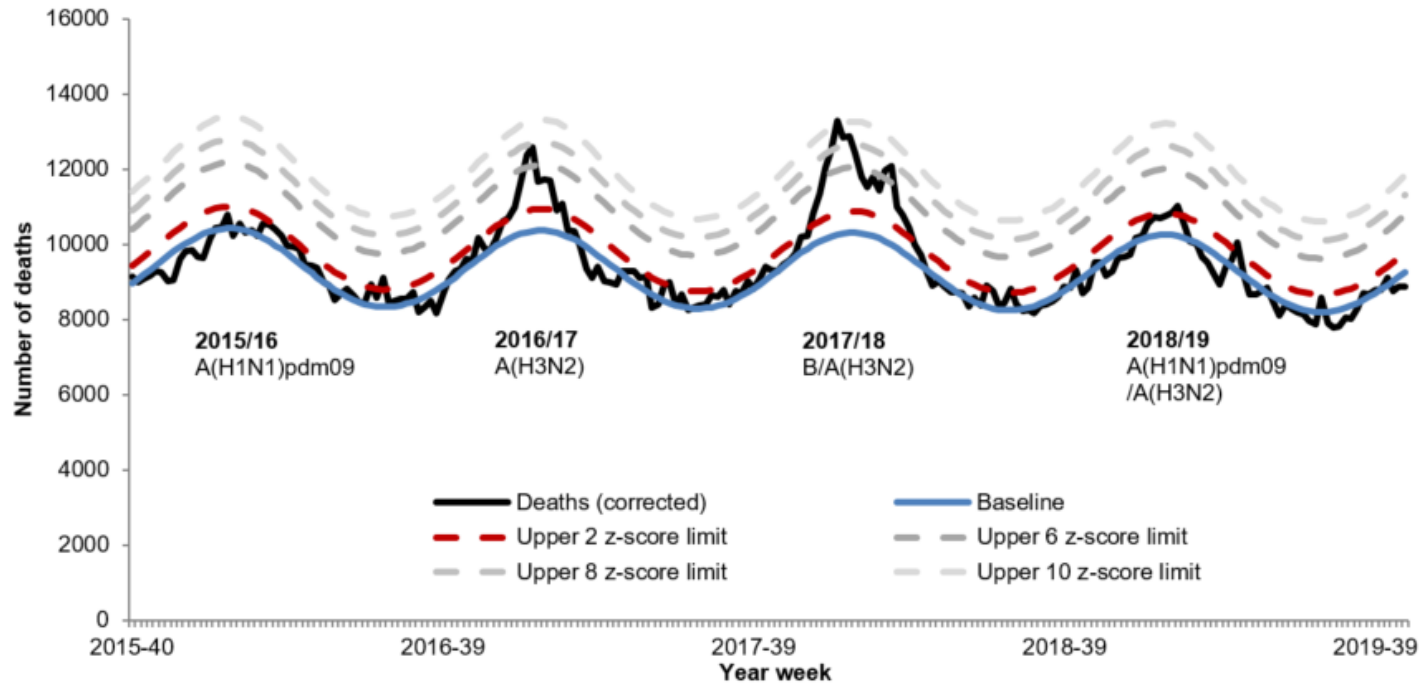 16000
14000
12000
10000
8000
6000
4000
2000
0
Number of deaths
2015/16
A(H1N1)pdm09
2016/17
A(H3N2)
2017/18
B/A(H3N2)
2018/19
A(H1N1)pdm09
/A(H3N2)
Deaths (corrected)
Baseline
Upper 2 z-score limit
Upper 6 z-score limit
Upper 8 z-score limit
Upper 10 z-score limit
2015-40
2016-39
2017-39
2018-39
2019-39
Year week